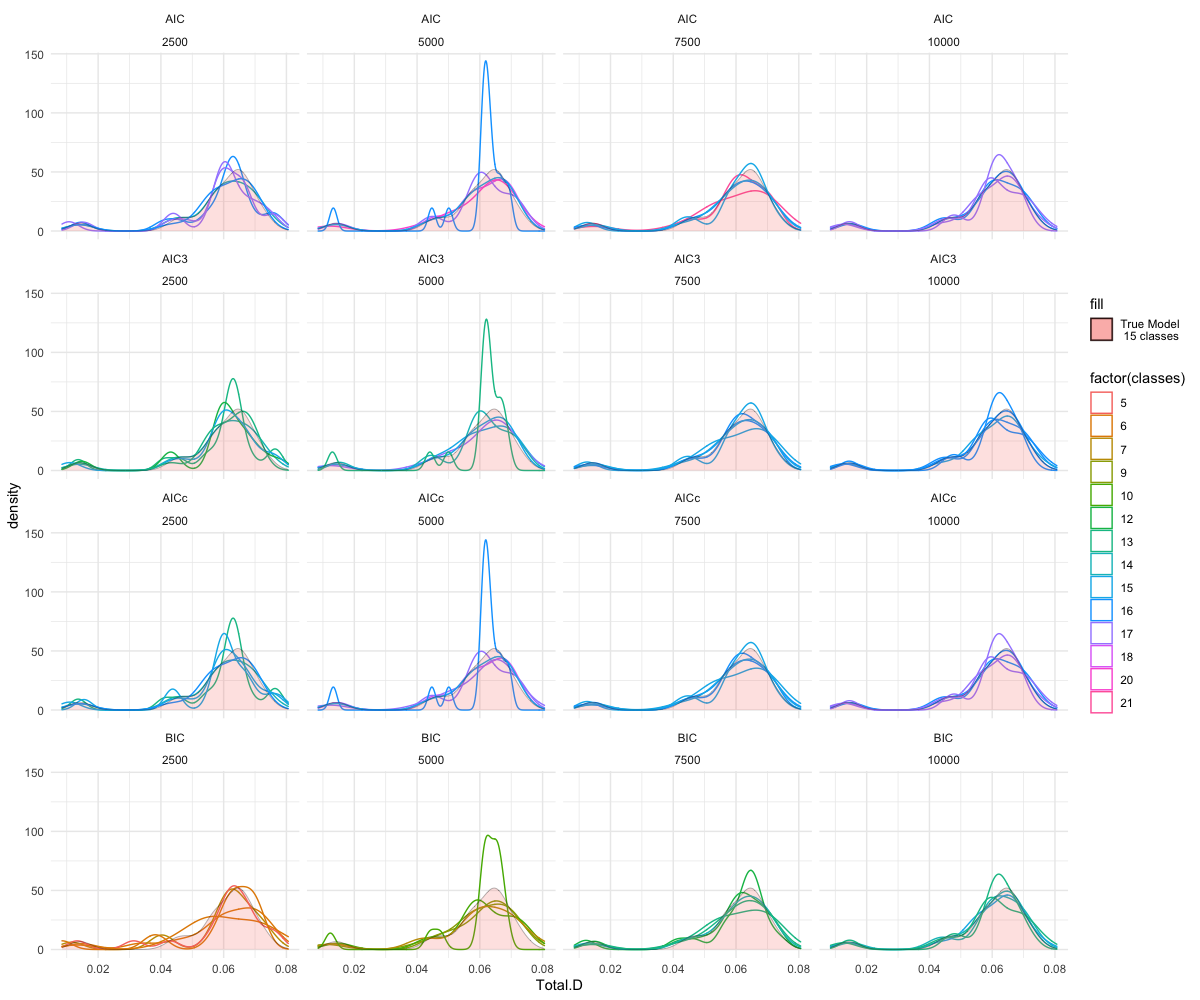 AIC AIC AIC AIC
2500 5000 7500 10000
150
100
50
0
AIC3 AIC3 AIC3 AIC3
2500 5000 7500 10000
150
100
50
0
AICc AICc AICc AICc
2500 5000 7500 10000
150
100
50
0
BIC BIC BIC BIC
2500 5000 7500 10000
150
100
50
0
0.02 0.04 0.06 0.08 0.02 0.04 0.06 0.08 0.02 0.04 0.06 0.08 0.02 0.04 0.06 0.08
Total.D
density
fill
True Model
15 classes
factor(classes)
5
6
7
9
10
12
13
14
15
16
17
18
20
21